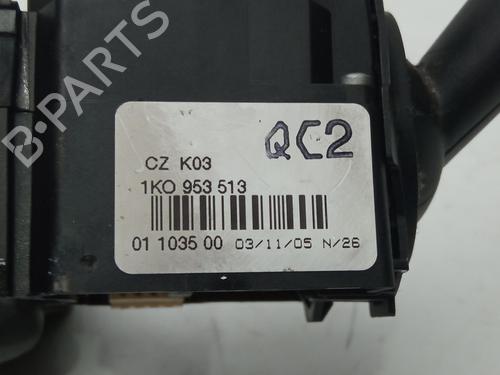 QC2
CZ K03
1K0 953 513
01 1035 00 03/11/05 N/26
B-PARTS